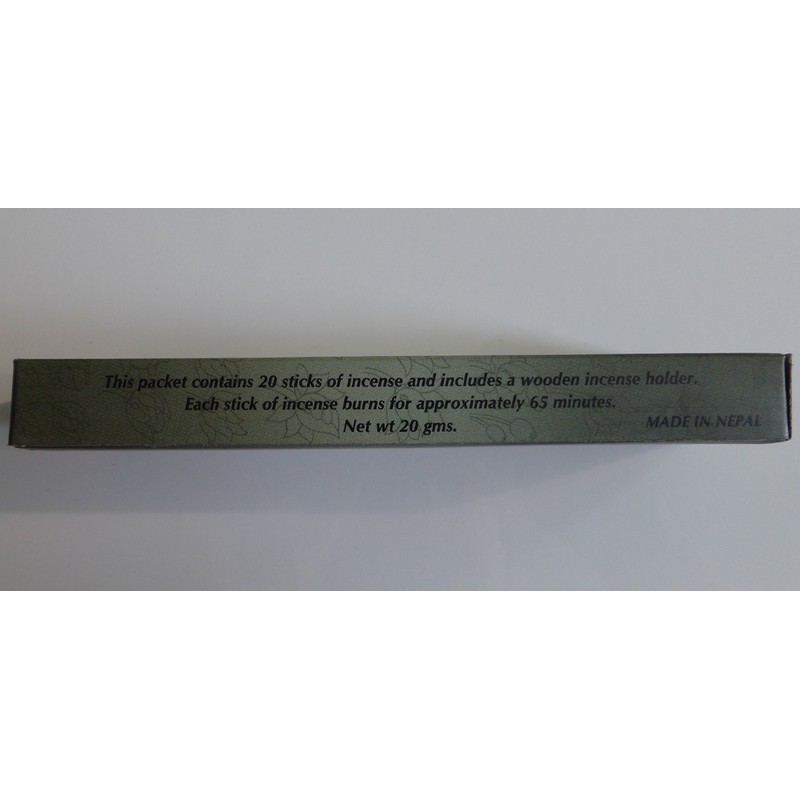 This packet contains 20 sticks of incense and includes a wooden incense holder.
Each stick of incense burns for approximately 65 minutes.
Net wt 20 gms.
MADE IN NEPAL